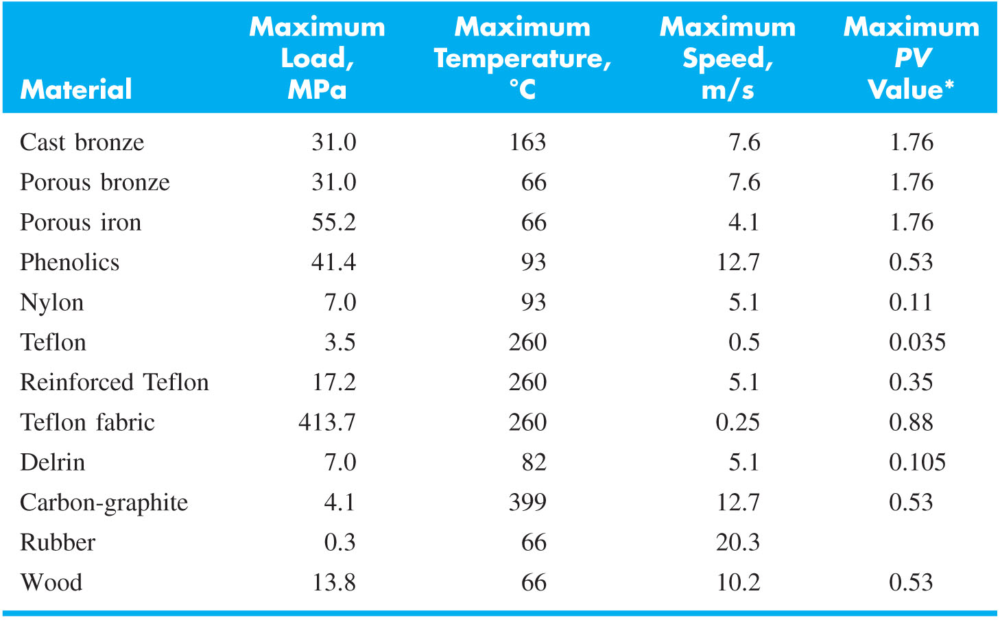 Material Maximum Load, MPa Maximum Temperature, °C Maximum Speed, m/s Maximum PV Value*
Cast bronze 31.0 163 7.6 1.76
Porous bronze 31.0 66 7.6 1.76
Porous iron 55.2 66 4.1 1.76
Phenolics 41.4 93 12.7 0.53
Nylon 7.0 93 5.1 0.11
Teflon 3.5 260 0.5 0.035
Reinforced Teflon 17.2 260 5.1 0.35
Teflon fabric 413.7 260 0.25 0.88
Delrin 7.0 82 5.1 0.105
Carbon-graphite 4.1 399 12.7 0.53
Rubber 0.3 66 20.3
Wood 13.8 66 10.2 0.53